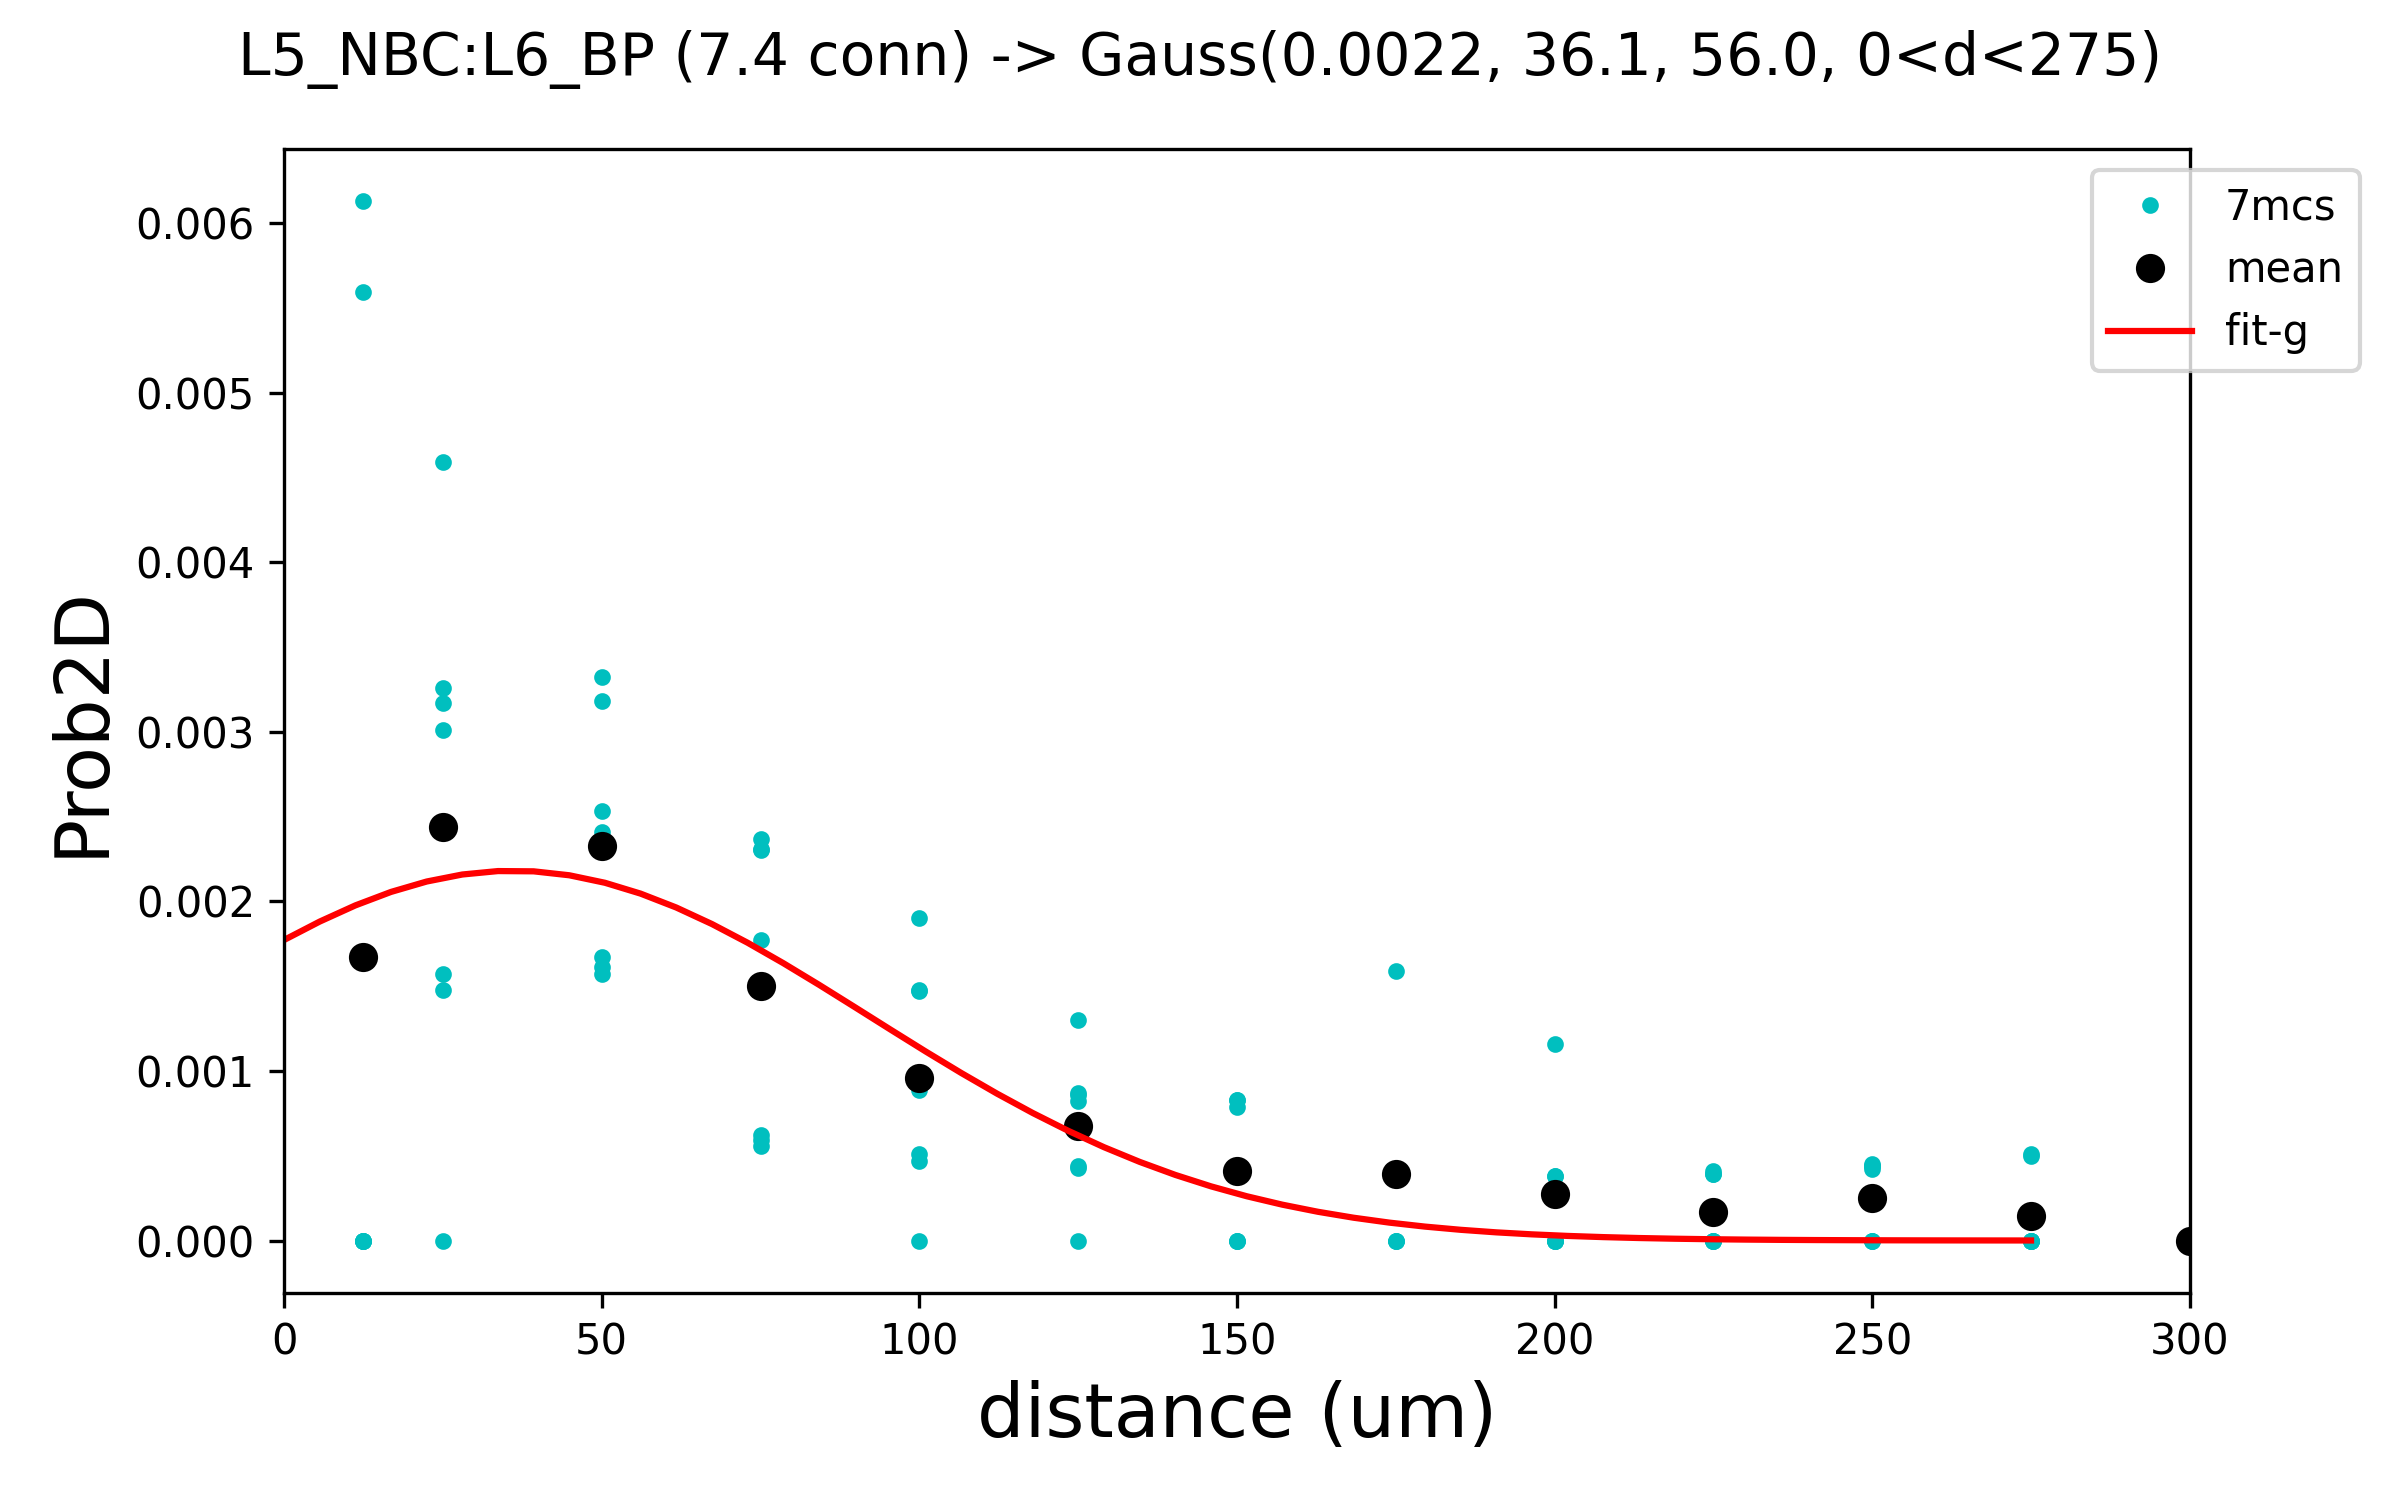 L5_NBC:L6_BP (7.4 conn) -> Gauss(0.0022, 36.1, 56.0, 0<d<275)
7mcs
mean
fit-g
Prob2D
0.006
0.005
0.004
0.003
0.002
0.001
0.000
0 50 100 150 200 250 300
distance (um)